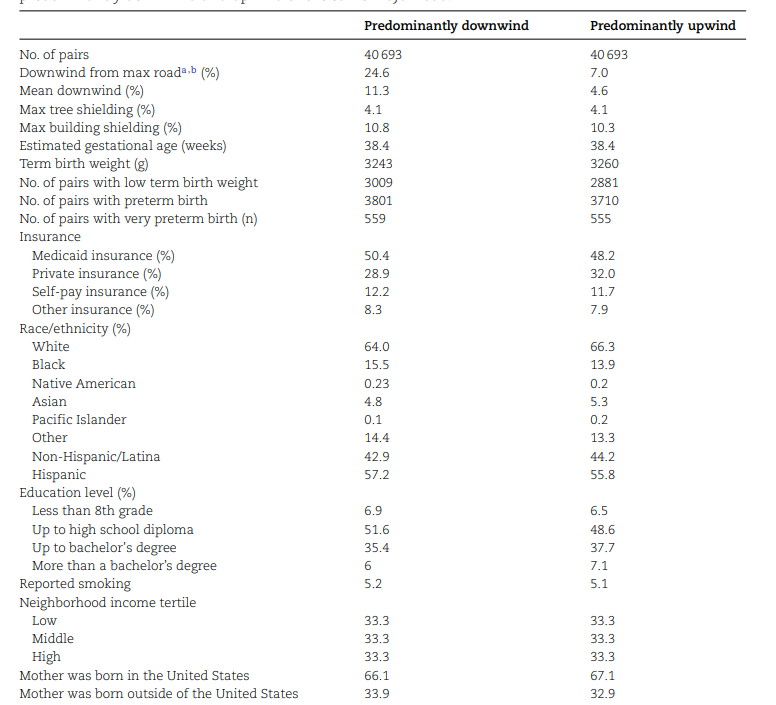 Predominantly downwind Predominantly upwind
No. of pairs 40 693 40 693
Downwind from max roadᵃ,ᵇ (%) 24.6 7.0
Mean downwind (%) 11.3 4.6
Max tree shielding (%) 4.1 4.1
Max building shielding (%) 10.8 10.3
Estimated gestational age (weeks) 38.4 38.4
Term birth weight (g) 3243 3260
No. of pairs with low term birth weight 3009 2881
No. of pairs with preterm birth 3801 3710
No. of pairs with very preterm birth (n) 559 555
Insurance
Medicaid insurance (%) 50.4 48.2
Private insurance (%) 28.9 32.0
Self-pay insurance (%) 12.2 11.7
Other insurance (%) 8.3 7.9
Race/ethnicity (%)
White 64.0 66.3
Black 15.5 13.9
Native American 0.23 0.2
Asian 4.8 5.3
Pacific Islander 0.1 0.2
Other 14.4 13.3
Non-Hispanic/Latina 42.9 44.2
Hispanic 57.2 55.8
Education level (%)
Less than 8th grade 6.9 6.5
Up to high school diploma 51.6 48.6
Up to bachelor's degree 35.4 37.7
More than a bachelor's degree 6 7.1
Reported smoking 5.2 5.1
Neighborhood income tertile
Low 33.3 33.3
Middle 33.3 33.3
High 33.3 33.3
Mother was born in the United States 66.1 67.1
Mother was born outside of the United States 33.9 32.9